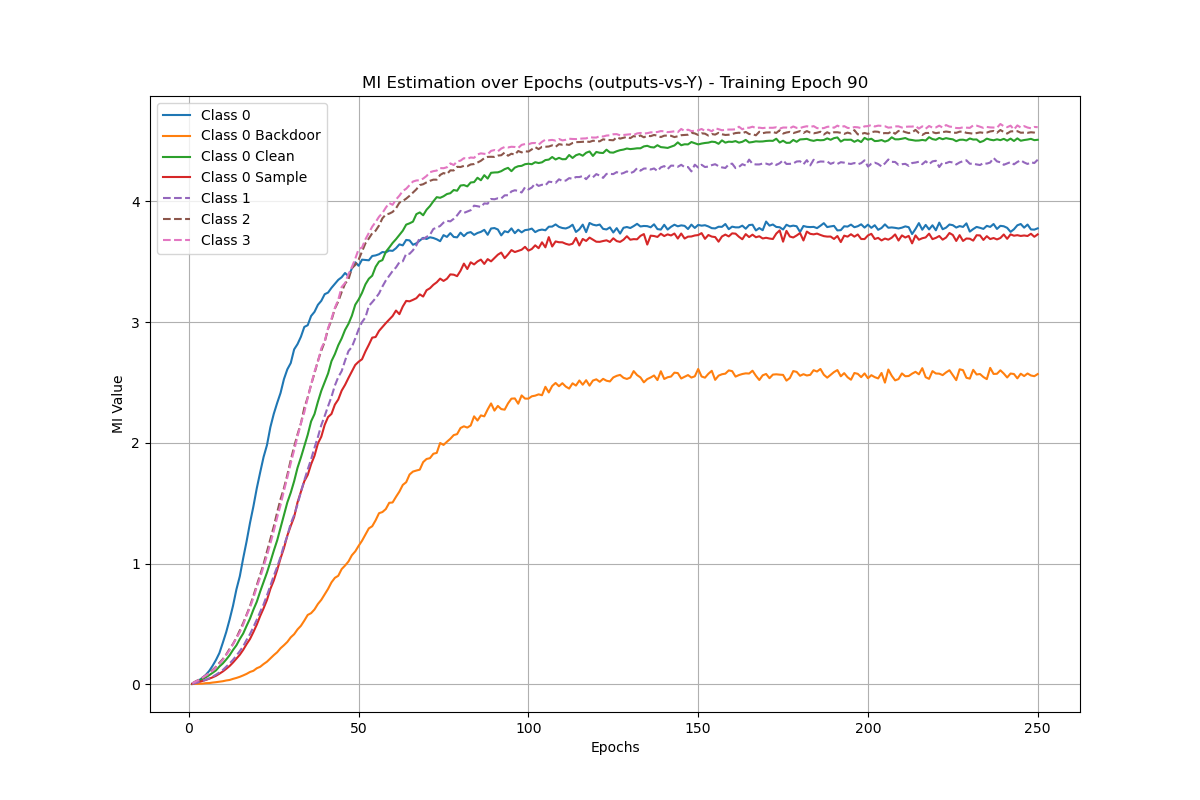 MI Estimation over Epochs (outputs-vs-Y) - Training Epoch 90
Class 0
Class 0 Backdoor
Class 0 Clean
Class 0 Sample
Class 1
Class 2
Class 3
MI Value
4
3
2
1
0
0 50 100 150 200 250
Epochs